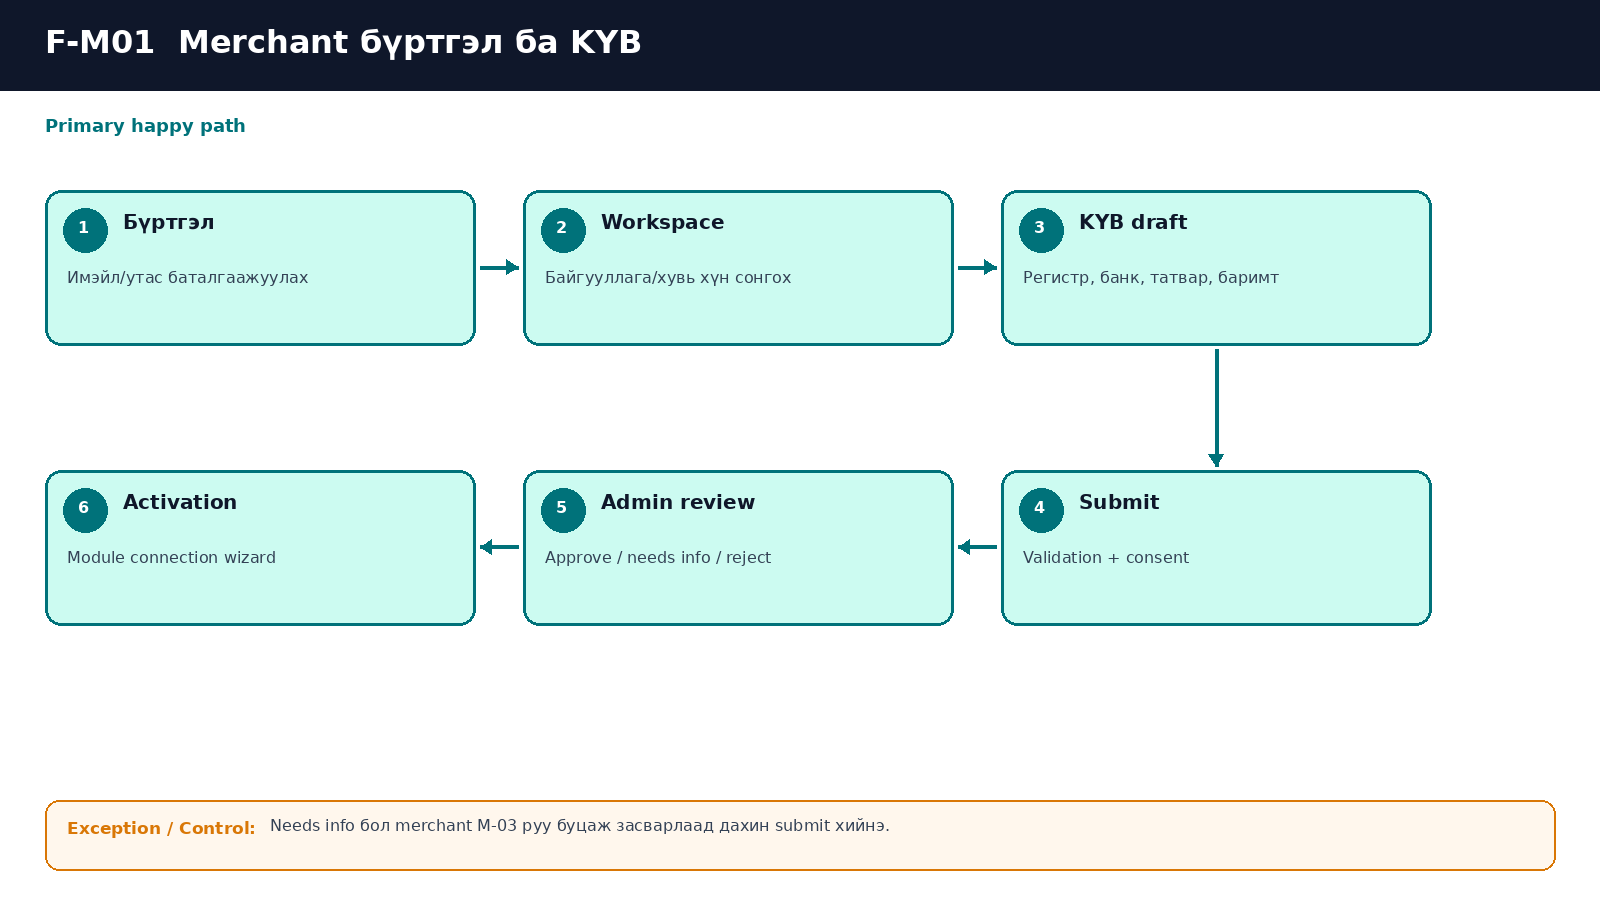 F-M01  Merchant бүртгэл ба KYB
Primary happy path
1 Бүртгэл
Имэйл/утас баталгаажуулах
2 Workspace
Байгууллага/хувь хүн сонгох
3 KYB draft
Регистр, банк, татвар, баримт
4 Submit
Validation + consent
5 Admin review
Approve / needs info / reject
6 Activation
Module connection wizard
Exception / Control: Needs info бол merchant M-03 руу буцаж засварлаад дахин submit хийнэ.